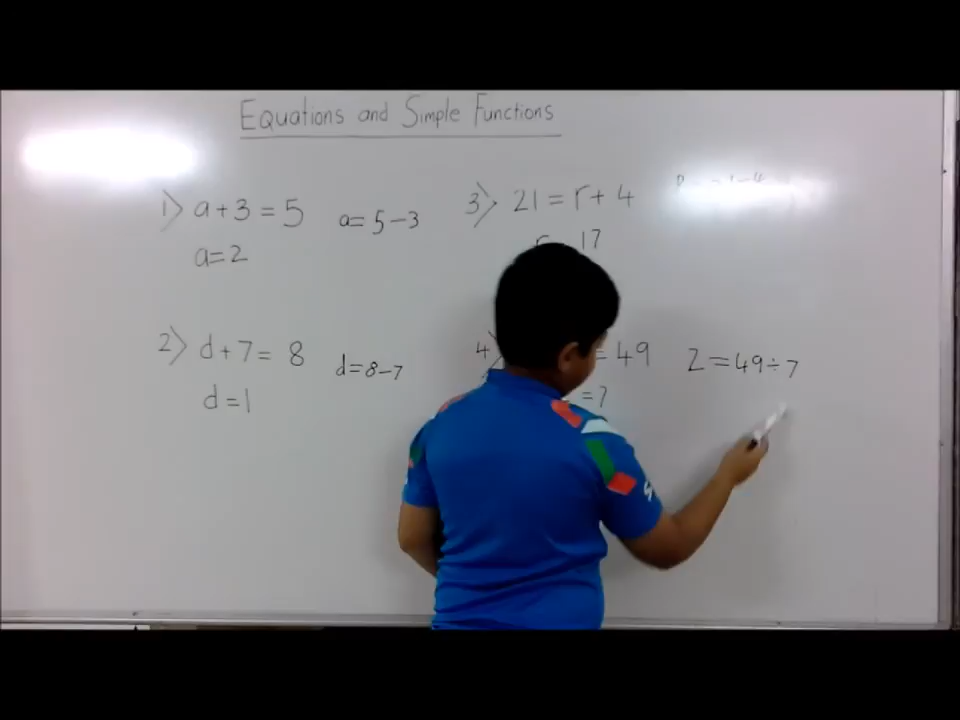 Equations and Simple Functions
1) a+3=5 a=5-3
a=2
2) d+7=8 d=8-7
d=1
3) 21=r+4
17
4) =49 Z=49÷7
=7